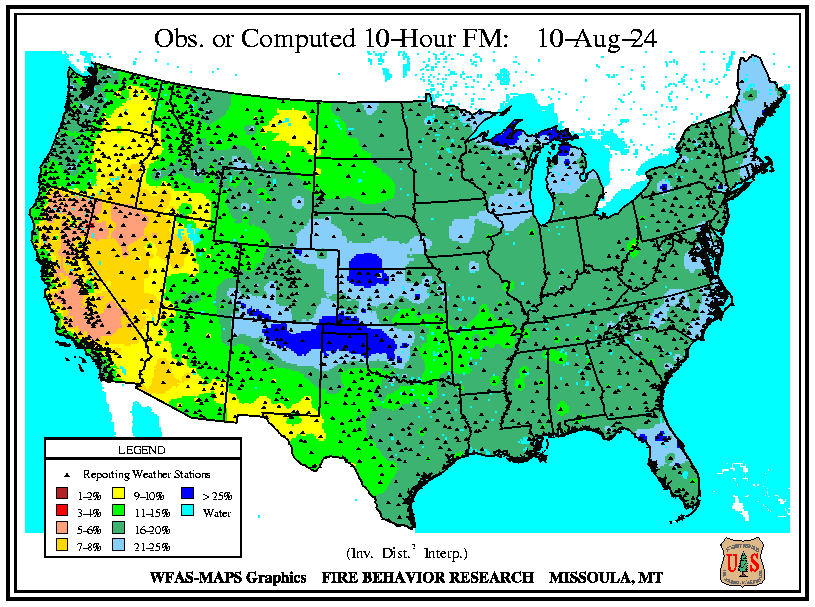 Obs. or Computed 10-Hour FM: 10-Aug-24
LEGEND
Reporting Weather Stations
1-2% 9-10% > 25%
3-4% 11-15% Water
5-6% 16-20%
7-8% 21-25%
(Inv. Dist.² Interp.)
WFAS-MAPS Graphics FIRE BEHAVIOR RESEARCH MISSOULA, MT
U S